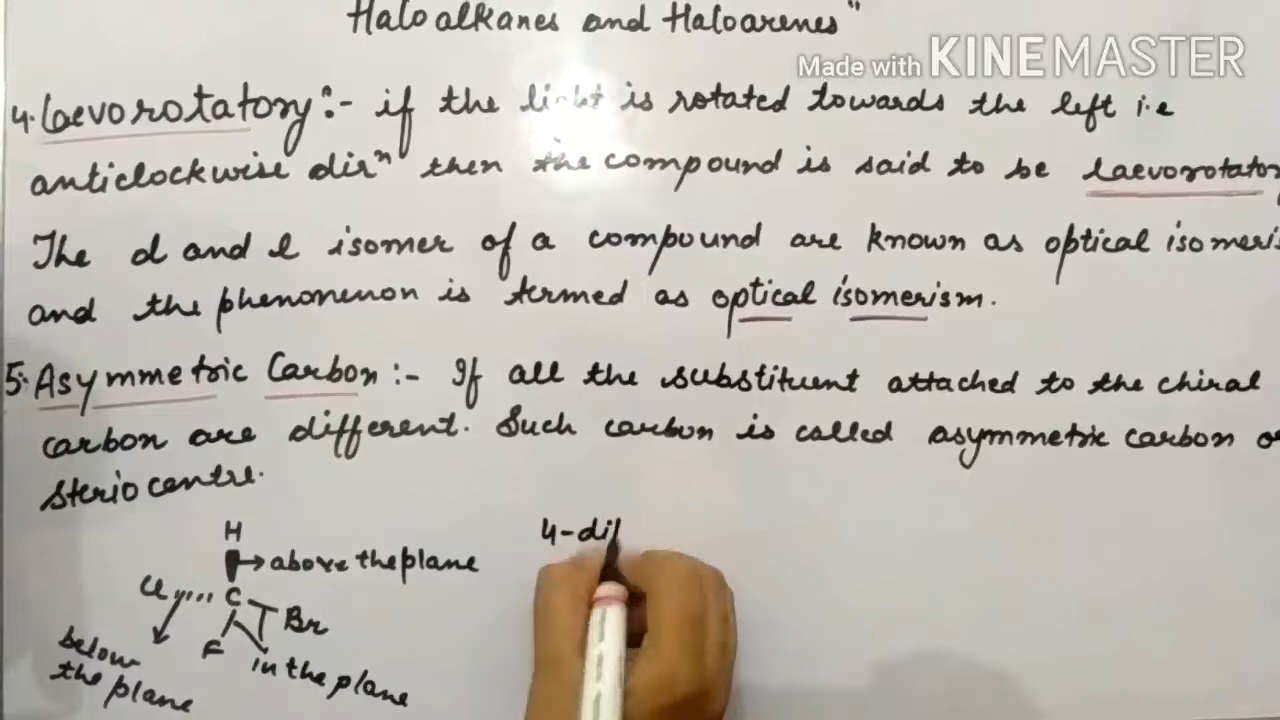 Haloalkanes and Haloarenes"
Made with KINEMASTER
4. Laevorotatory :- if the light is rotated towards the left i.e
anticlockwise dirⁿ then the compound is said to be laevorotator
The d and l isomer of a compound are known as optical isomeris
and the phenomenon is termed as optical isomerism.
5. Asymmetric Carbon :- If all the substituent attached to the chiral
carbon are different. Such carbon is called asymmetric carbon o
sterio centre.
H
above the plane
Cl
C
Br
F
in the plane
below
the plane
4-di